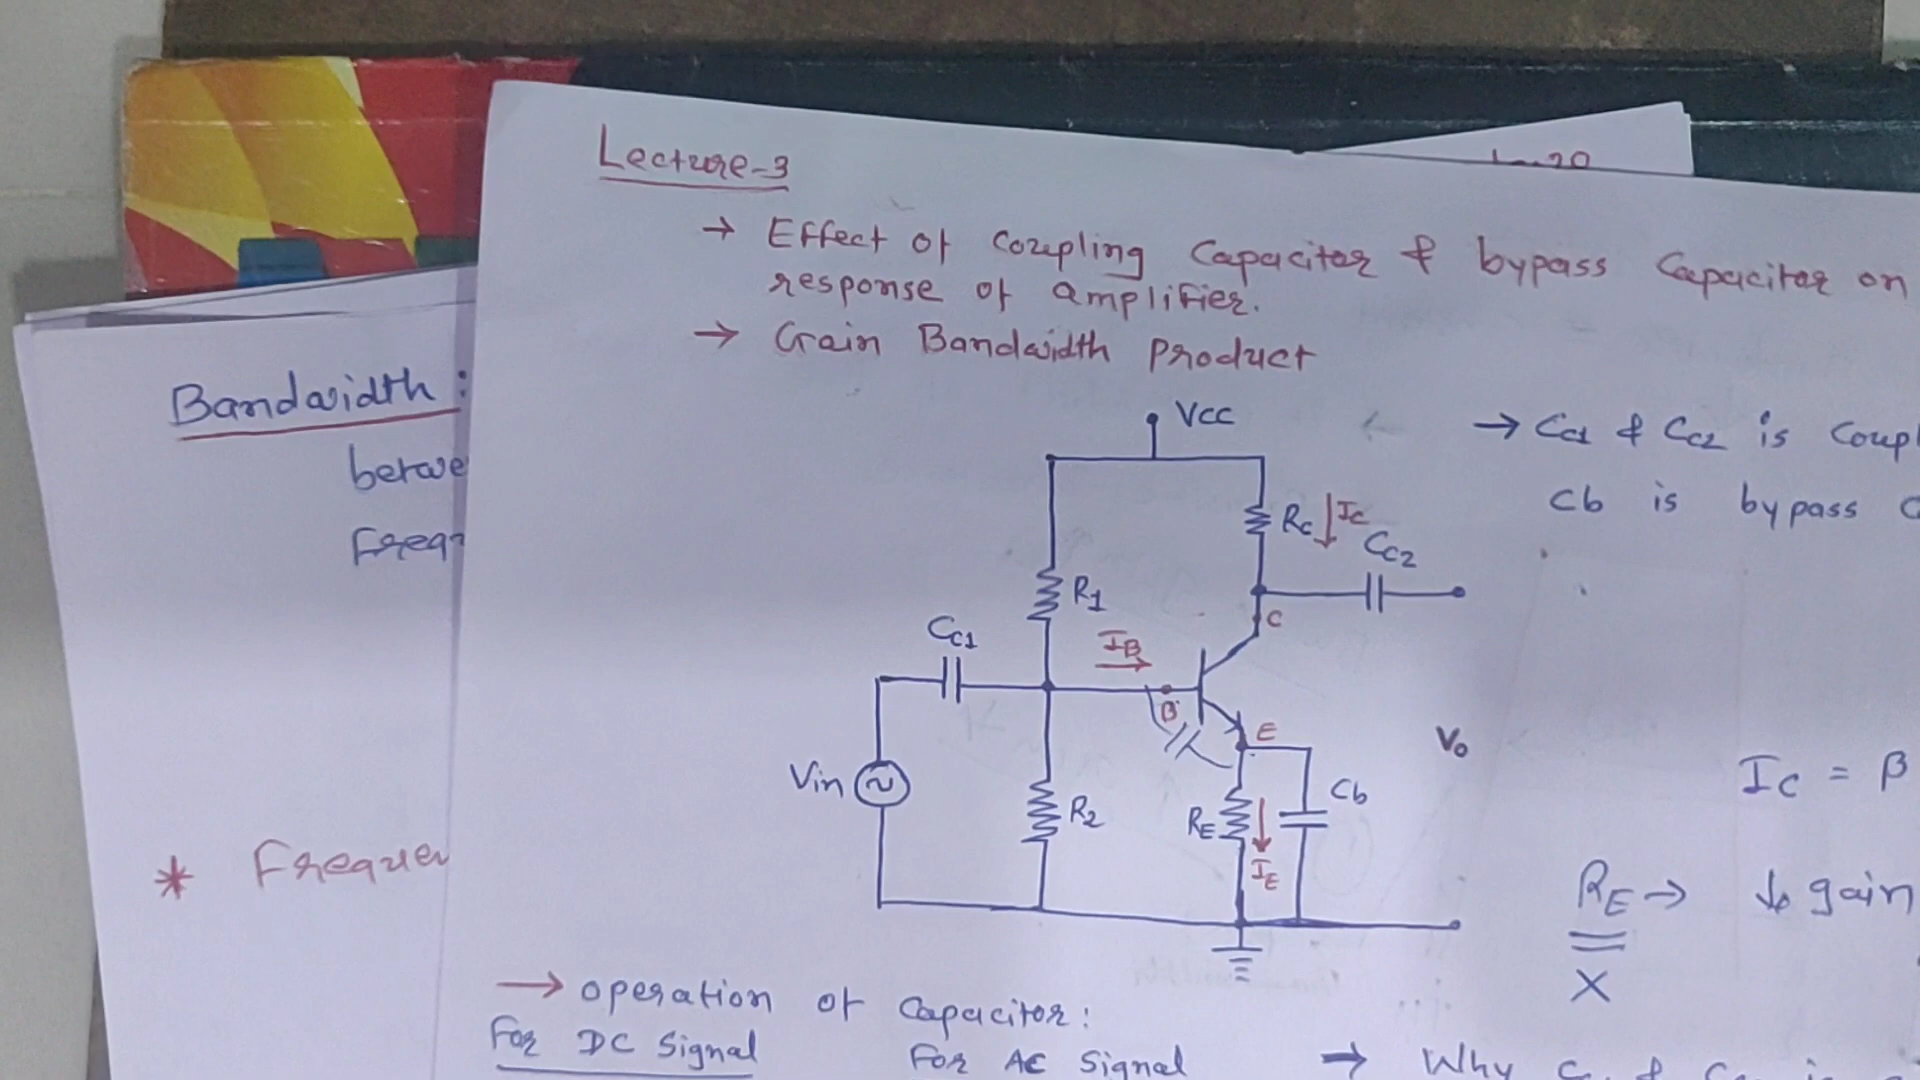 Lecture-3
→ Effect of Coupling Capacitor & bypass Capacitor on
response of amplifier.
→ Gain Bandwidth Product
Bandwidth:
VCC
→ Cc1 & Cc2 is Coupl
Cb is bypass
RC
IC
CC2
R1
C
CC1
IB
B
E
Vo
Vin
R2
RE
IE
Cb
IC = β
RE → ↓ gain
X
*
→ operation of Capacitor:
For DC Signal
For AC Signal
→ Why